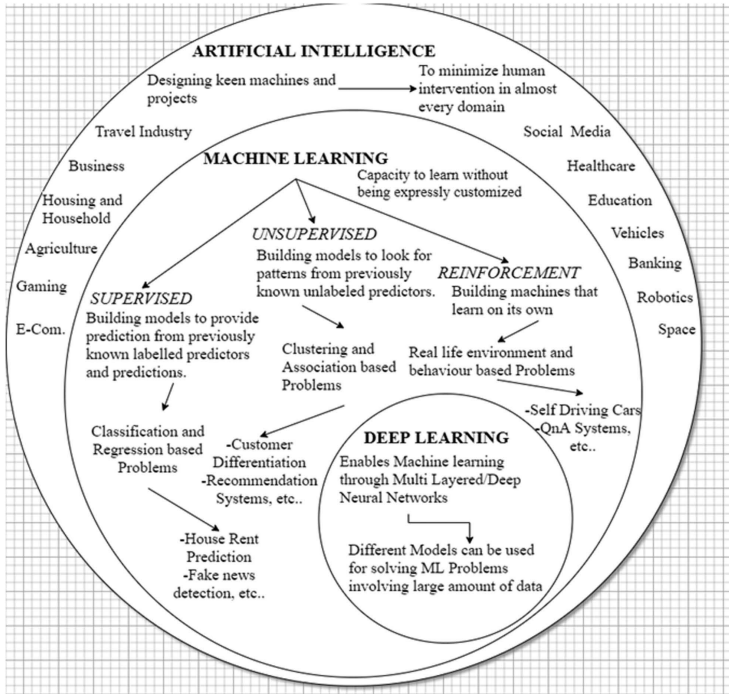 ARTIFICIAL INTELLIGENCE
Designing keen machines and
projects
To minimize human
intervention in almost
every domain
Travel Industry
Business
Housing and
Household
Agriculture
Gaming
E-Com.
Social Media
Healthcare
Education
Vehicles
Banking
Robotics
Space
MACHINE LEARNING
Capacity to learn without
being expressly customized
SUPERVISED
Building models to provide
prediction from previously
known labelled predictors
and predictions.
Classification and
Regression based
Problems
-House Rent
Prediction
-Fake news
detection, etc..
UNSUPERVISED
Building models to look for
patterns from previously
known unlabeled predictors.
Clustering and
Association based
Problems
-Customer
Differentiation
-Recommendation
Systems, etc..
REINFORCEMENT
Building machines that
learn on its own
Real life environment and
behaviour based Problems
-Self Driving Cars
-QnA Systems,
etc..
DEEP LEARNING
Enables Machine learning
through Multi Layered/Deep
Neural Networks
Different Models can be used
for solving ML Problems
involving large amount of data